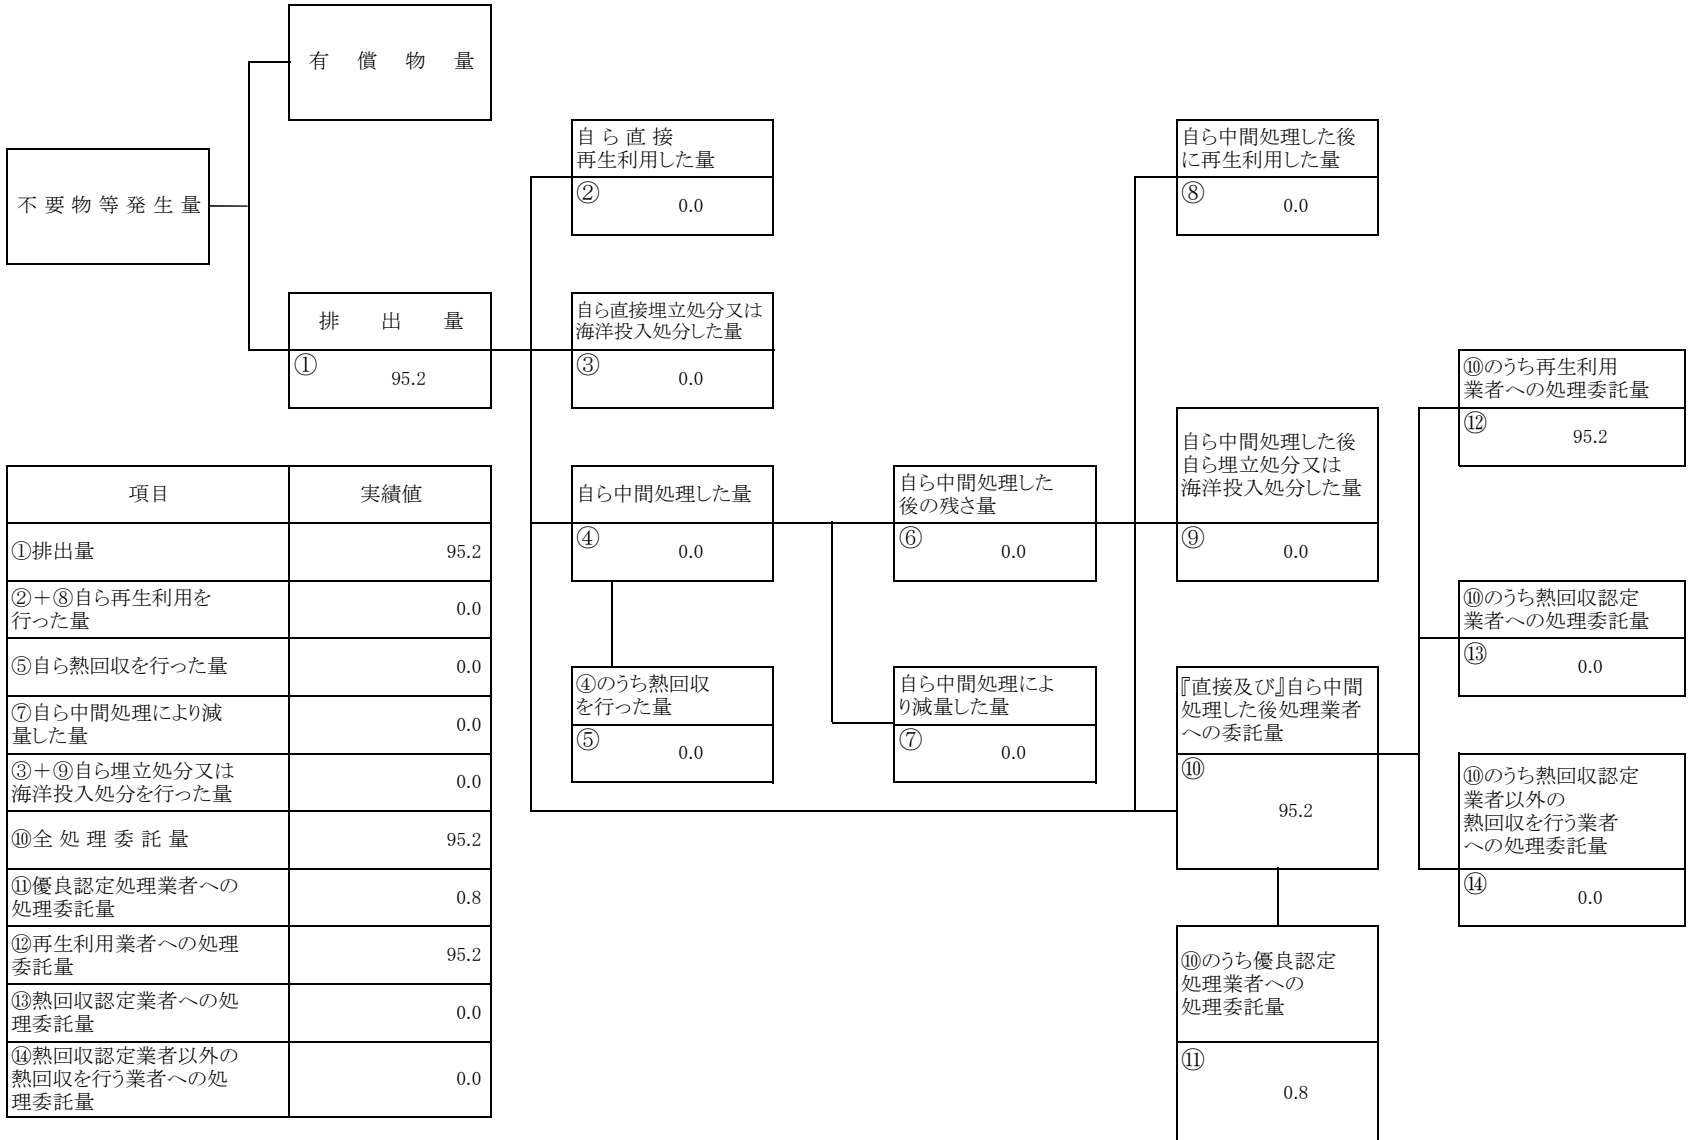 有 償 物 量
不 要 物 等 発 生 量
排 出 量
①
95.2
自 ら 直 接
再生利用した量
②
0.0
自ら直接埋立処分又は
海洋投入処分した量
③
0.0
自ら中間処理した量
④
0.0
④のうち熱回収
を行った量
⑤
0.0
自ら中間処理した
後の残さ量
⑥
0.0
自ら中間処理によ
り減量した量
⑦
0.0
自ら中間処理した後
に再生利用した量
⑧
0.0
自ら中間処理した後
自ら埋立処分又は
海洋投入処分した量
⑨
0.0
『直接及び』自ら中間
処理した後処理業者
への委託量
⑩
95.2
⑩のうち優良認定
処理業者への
処理委託量
⑪
0.8
⑩のうち再生利用
業者への処理委託量
⑫
95.2
⑩のうち熱回収認定
業者への処理委託量
⑬
0.0
⑩のうち熱回収認定
業者以外の
熱回収を行う業者
への処理委託量
⑭
0.0
項目 実績値
①排出量 95.2
②＋⑧自ら再生利用を
行った量 0.0
⑤自ら熱回収を行った量 0.0
⑦自ら中間処理により減
量した量 0.0
③＋⑨自ら埋立処分又は
海洋投入処分を行った量 0.0
⑩全 処 理 委 託 量 95.2
⑪優良認定処理業者への
処理委託量 0.8
⑫再生利用業者への処理
委託量 95.2
⑬熱回収認定業者への処
理委託量 0.0
⑭熱回収認定業者以外の
熱回収を行う業者への処
理委託量 0.0